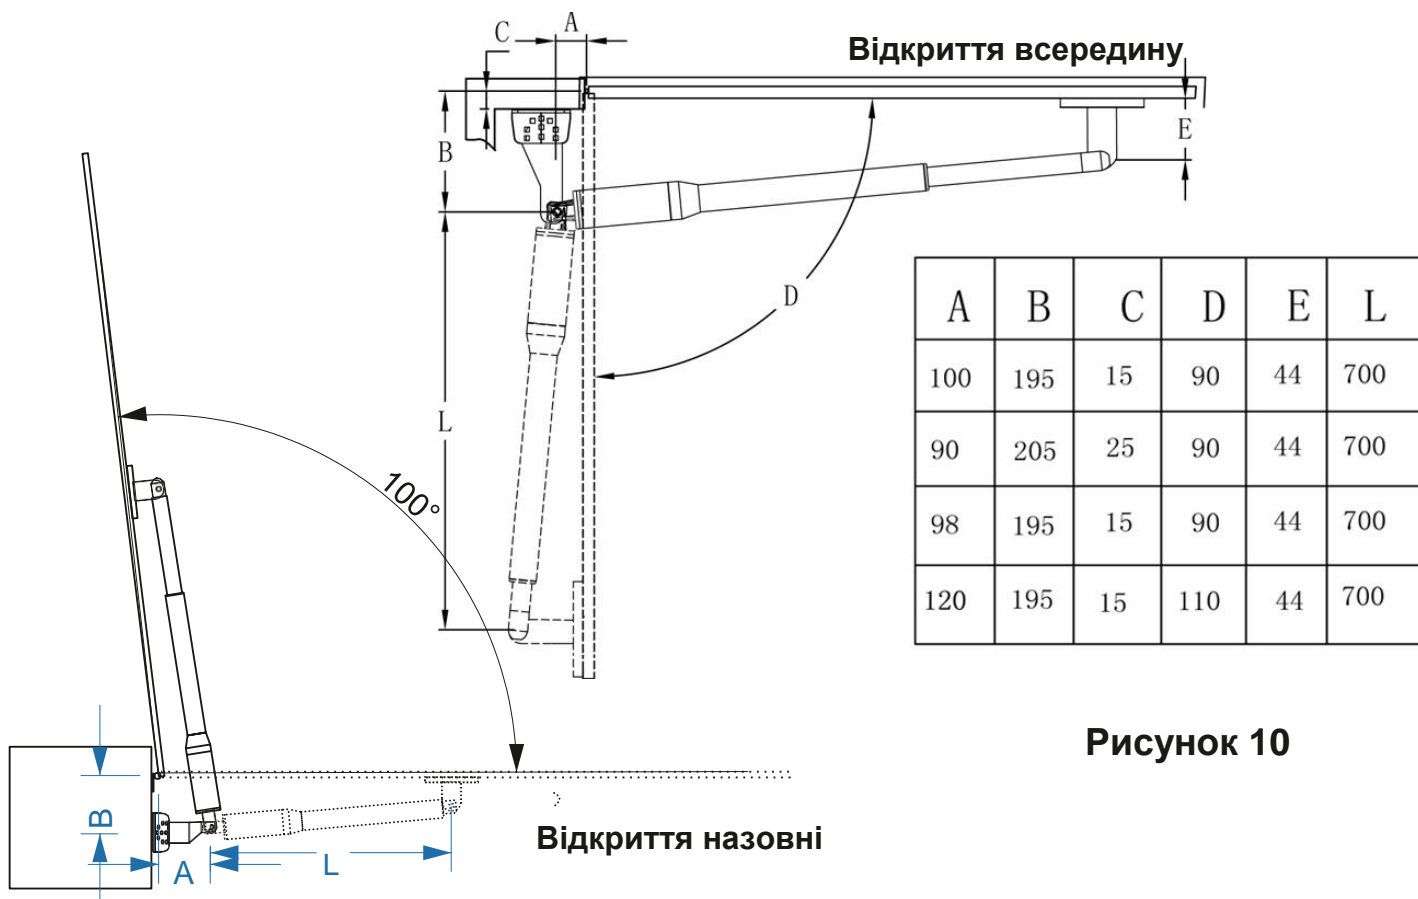 A
C
Відкриття всередину
B
E
D
L
A B C D E L
100 195 15 90 44 700
90 205 25 90 44 700
98 195 15 90 44 700
120 195 15 110 44 700
100°
Рисунок 10
B
A
L
Відкриття назовні